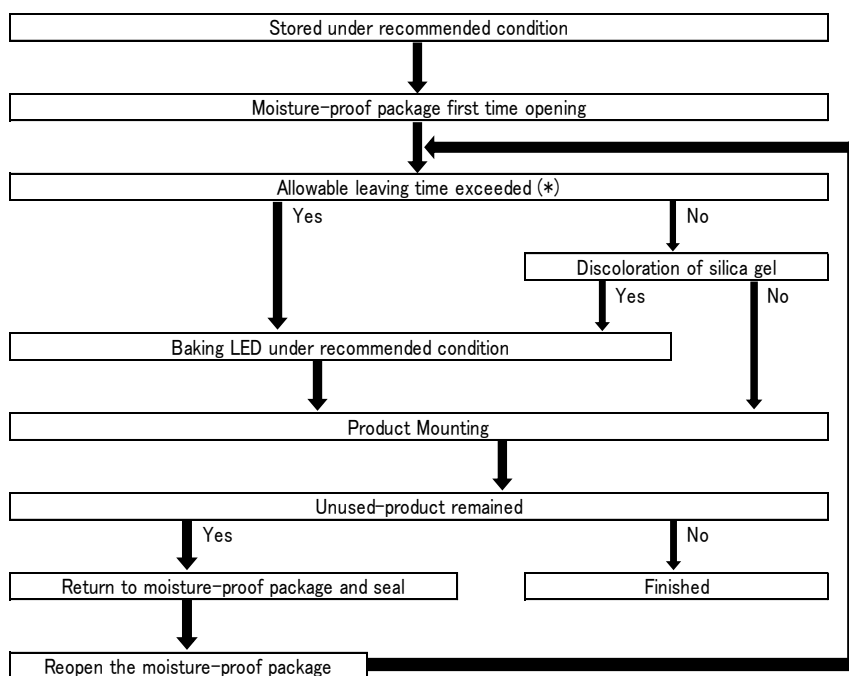 Stored under recommended condition
Moisture-proof package first time opening
Allowable leaving time exceeded (*)
Yes
No
Discoloration of silica gel
Yes
No
Baking LED under recommended condition
Product Mounting
Unused-product remained
Yes
No
Return to moisture-proof package and seal
Finished
Reopen the moisture-proof package